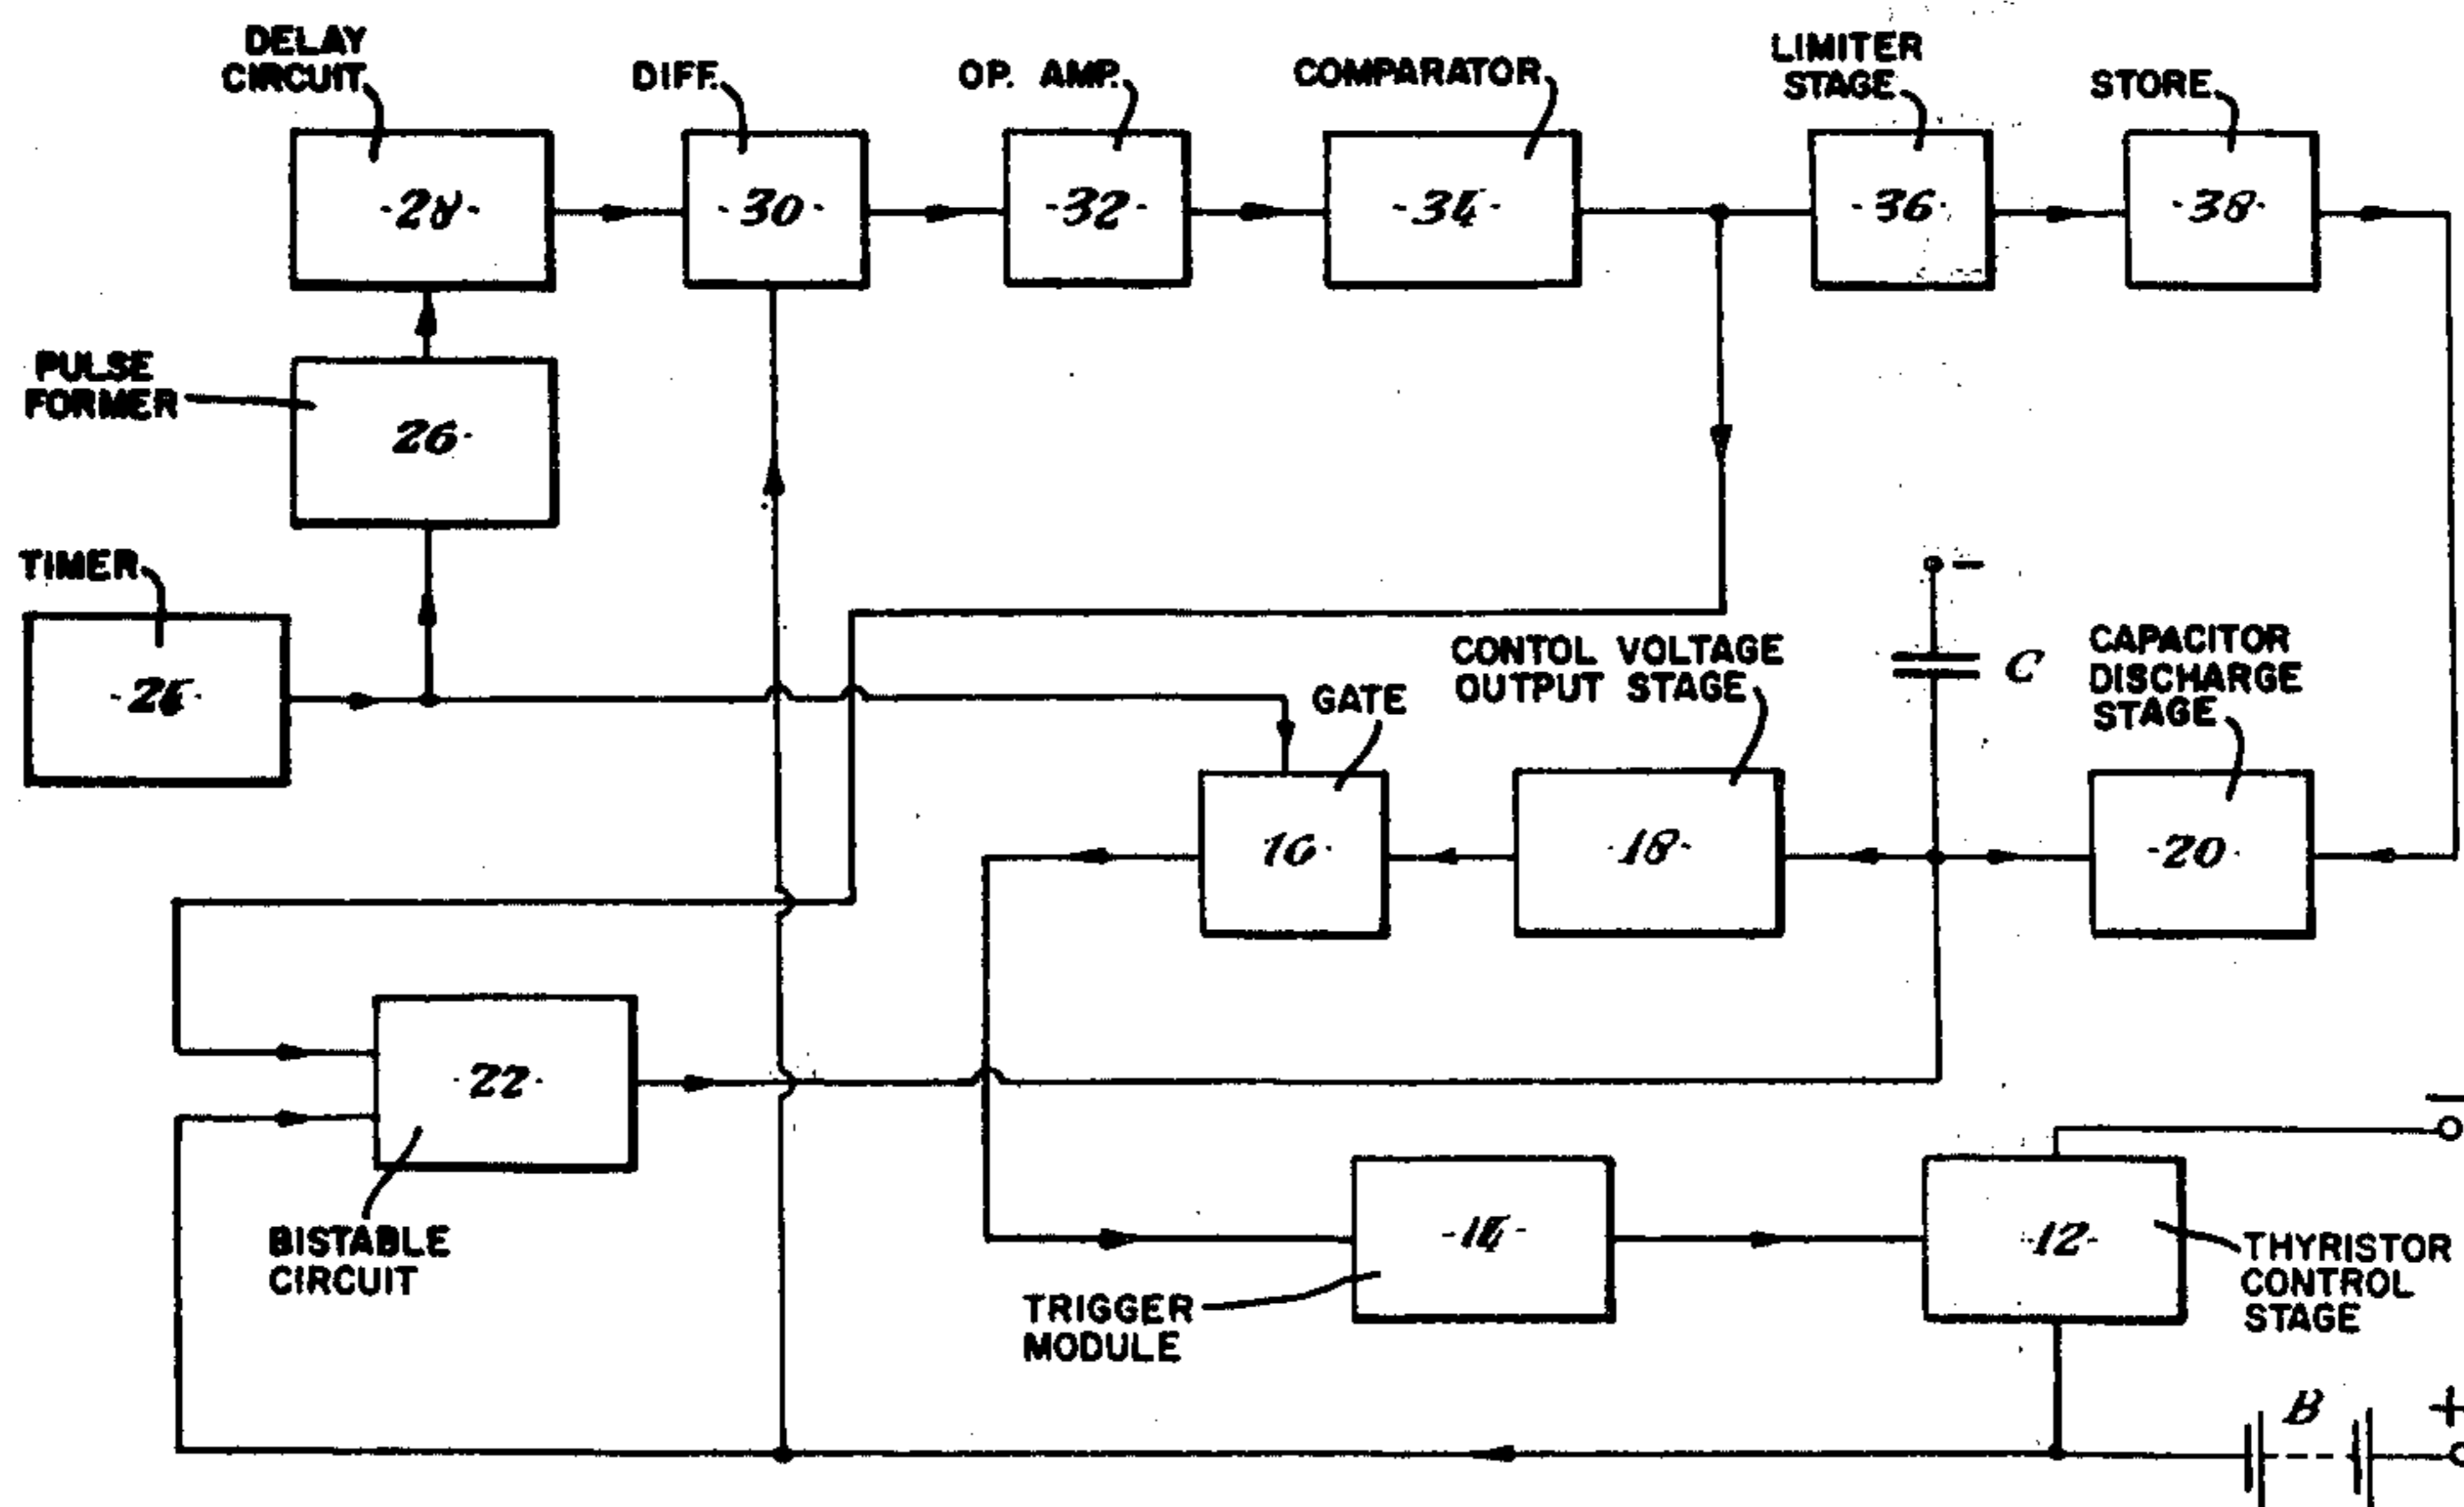 DELAY
CIRCUIT
DIFF.
OP. AMP.
COMPARATOR
LIMITER
STAGE
STORE
-28-
-30-
-32-
-34-
-36-
-38-
PULSE
FORMER
26-
TIMER
-24-
CONTOL VOLTAGE
OUTPUT STAGE
GATE
-
C
CAPACITOR
DISCHARGE
STAGE
16-
-18-
-20-
-22-
BISTABLE
CIRCUIT
-14-
-12-
-
TRIGGER
MODULE
THYRISTOR
CONTROL
STAGE
B
+